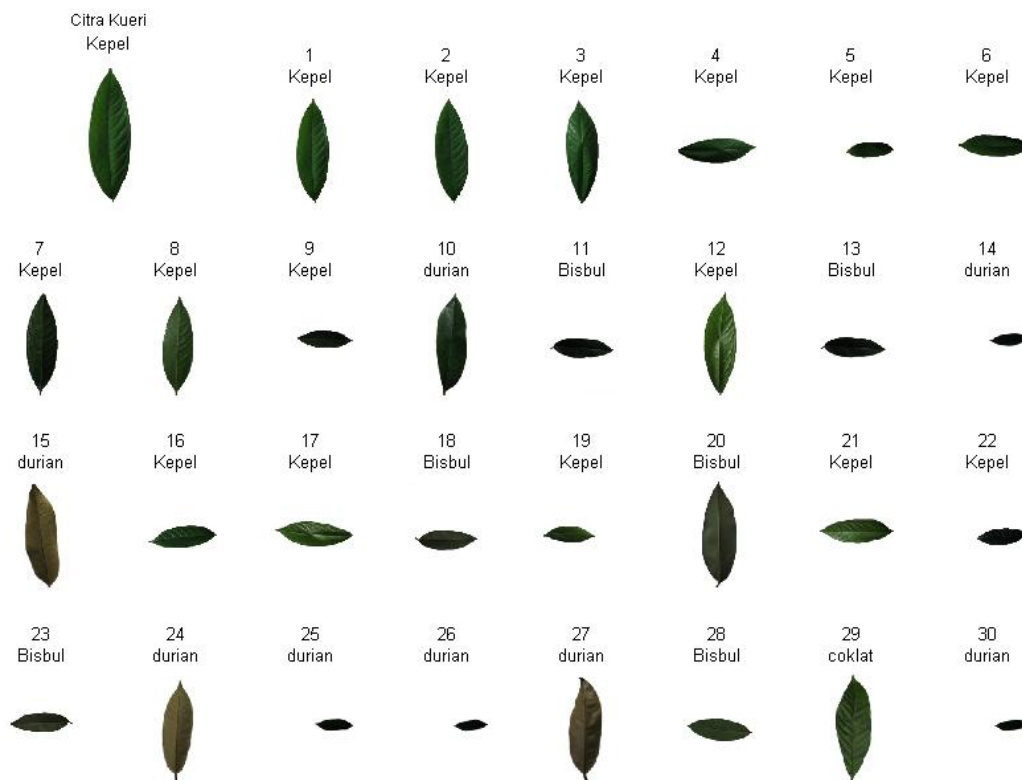 Citra Kueri
Kepel
1 2 3 4 5 6
Kepel Kepel Kepel Kepel Kepel Kepel
7 8 9 10 11 12 13 14
Kepel Kepel Kepel durian Bisbul Kepel Bisbul durian
15 16 17 18 19 20 21 22
durian Kepel Kepel Bisbul Kepel Bisbul Kepel Kepel
23 24 25 26 27 28 29 30
Bisbul durian durian durian durian Bisbul coklat durian